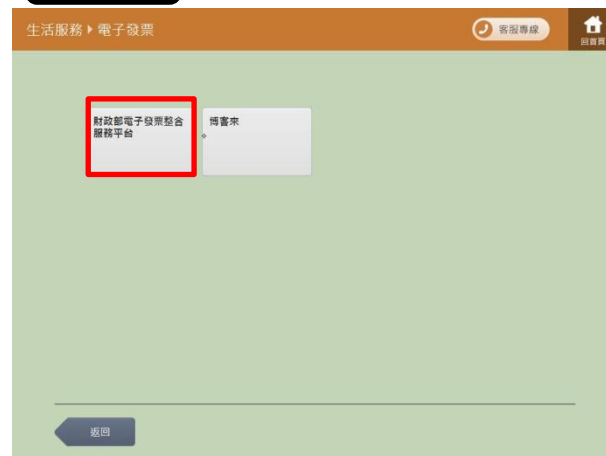 生活服務 ▸ 電子發票
客服專線
回首頁
財政部電子發票整合
服務平台
博客來
返回